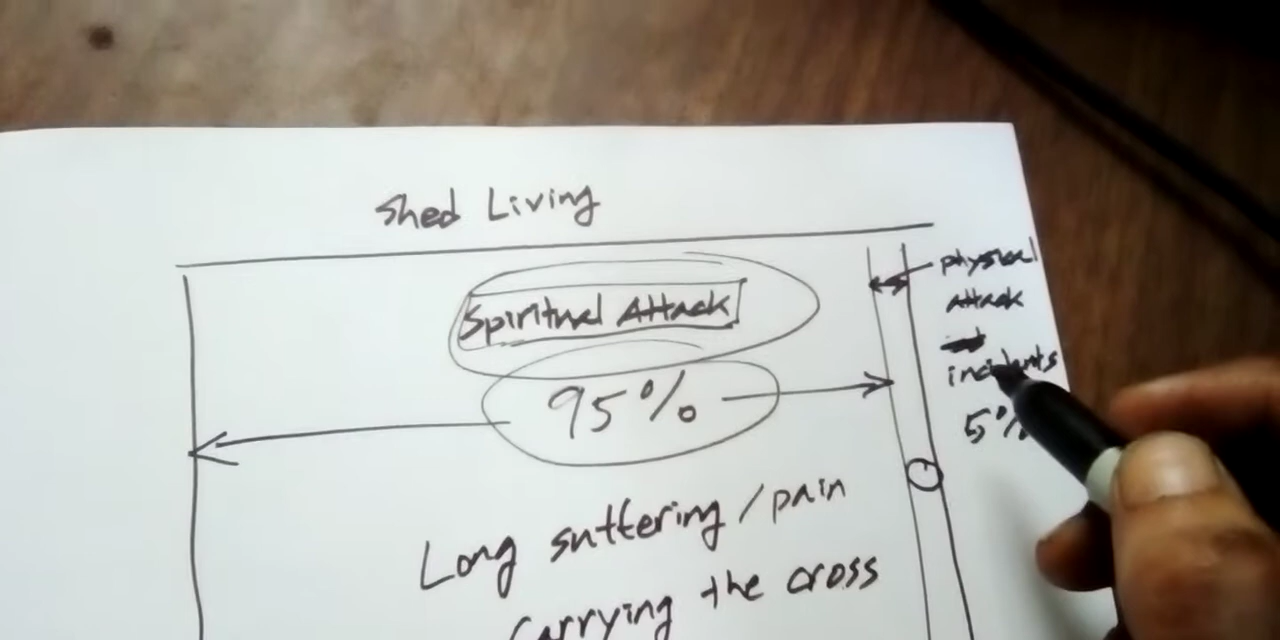 Shed Living
Spiritual Attack
95%
Long suffering / pain
Carrying the cross
physical
Attack
incidents
5%